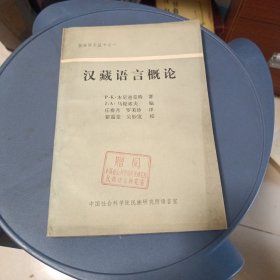 汉藏语言概论
P·K·本尼迪克特 著
J·A·马提索夫 编
乐赛月 罗美珍 译
瞿霭堂 吴妙发 校
赠阅
中国社会科学院民族研究所语言室